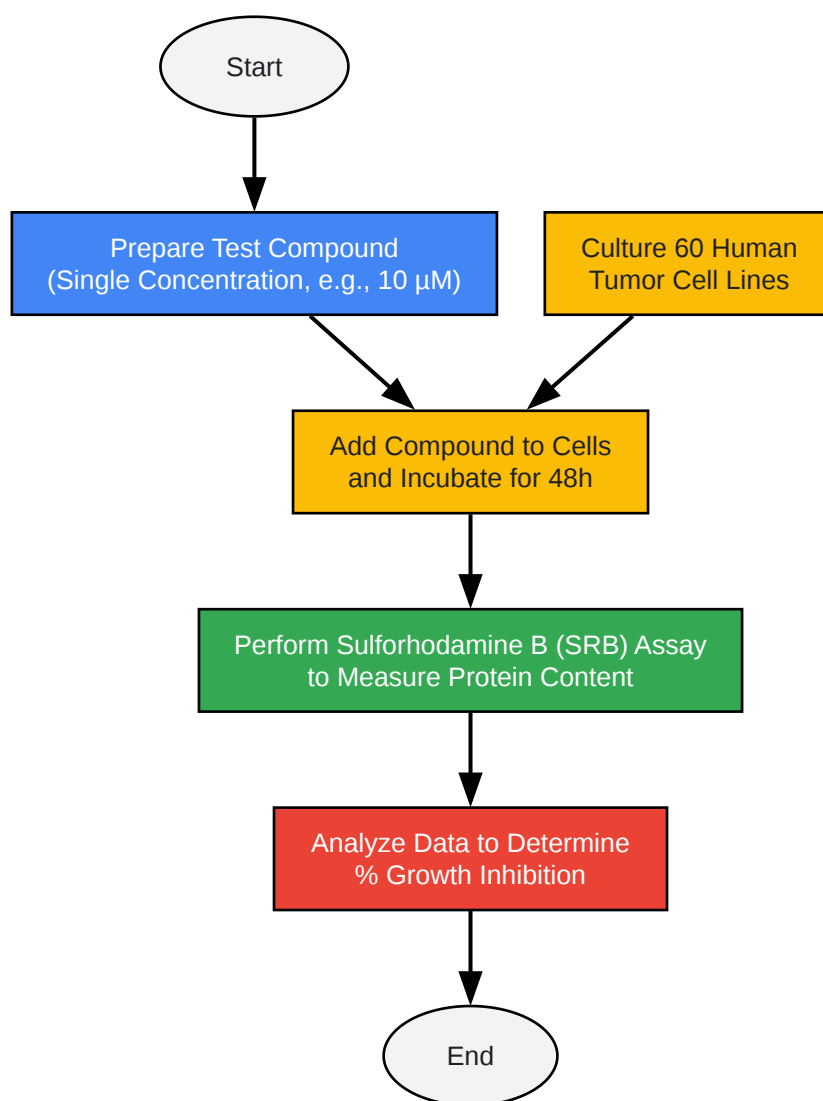 Start
Prepare Test Compound
(Single Concentration, e.g., 10 µM)
Culture 60 Human
Tumor Cell Lines
Add Compound to Cells
and Incubate for 48h
Perform Sulforhodamine B (SRB) Assay
to Measure Protein Content
Analyze Data to Determine
% Growth Inhibition
End